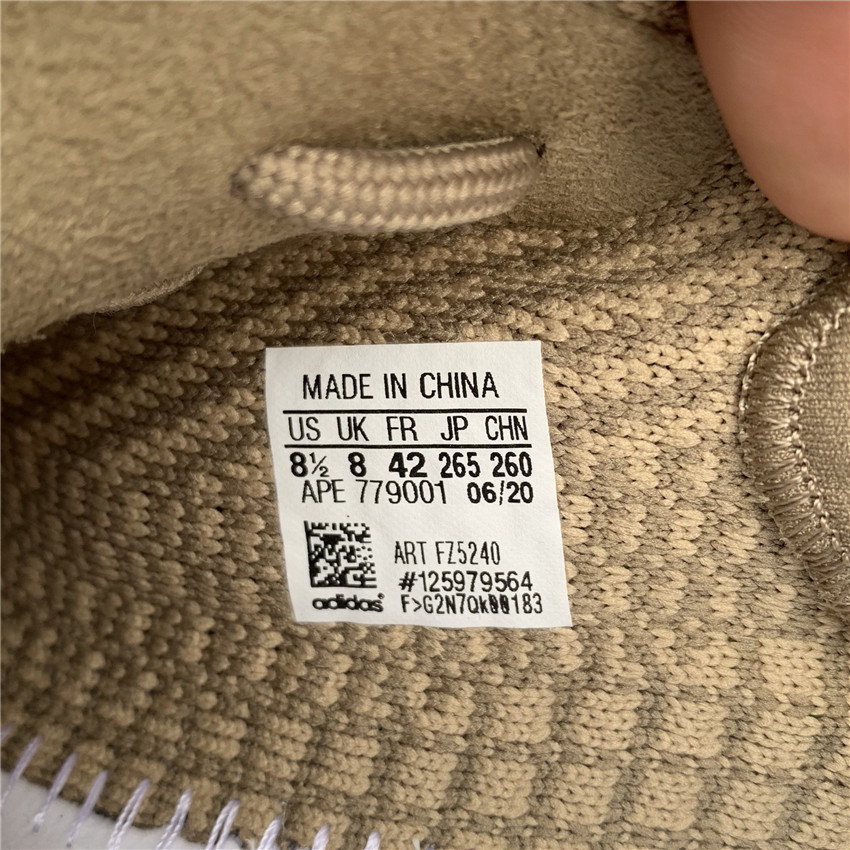 MADE IN CHINA
US UK FR JP CHN
8½ 8 42 265 260
APE 779001 06/20
ART FZ5240
#125979564
adidas®